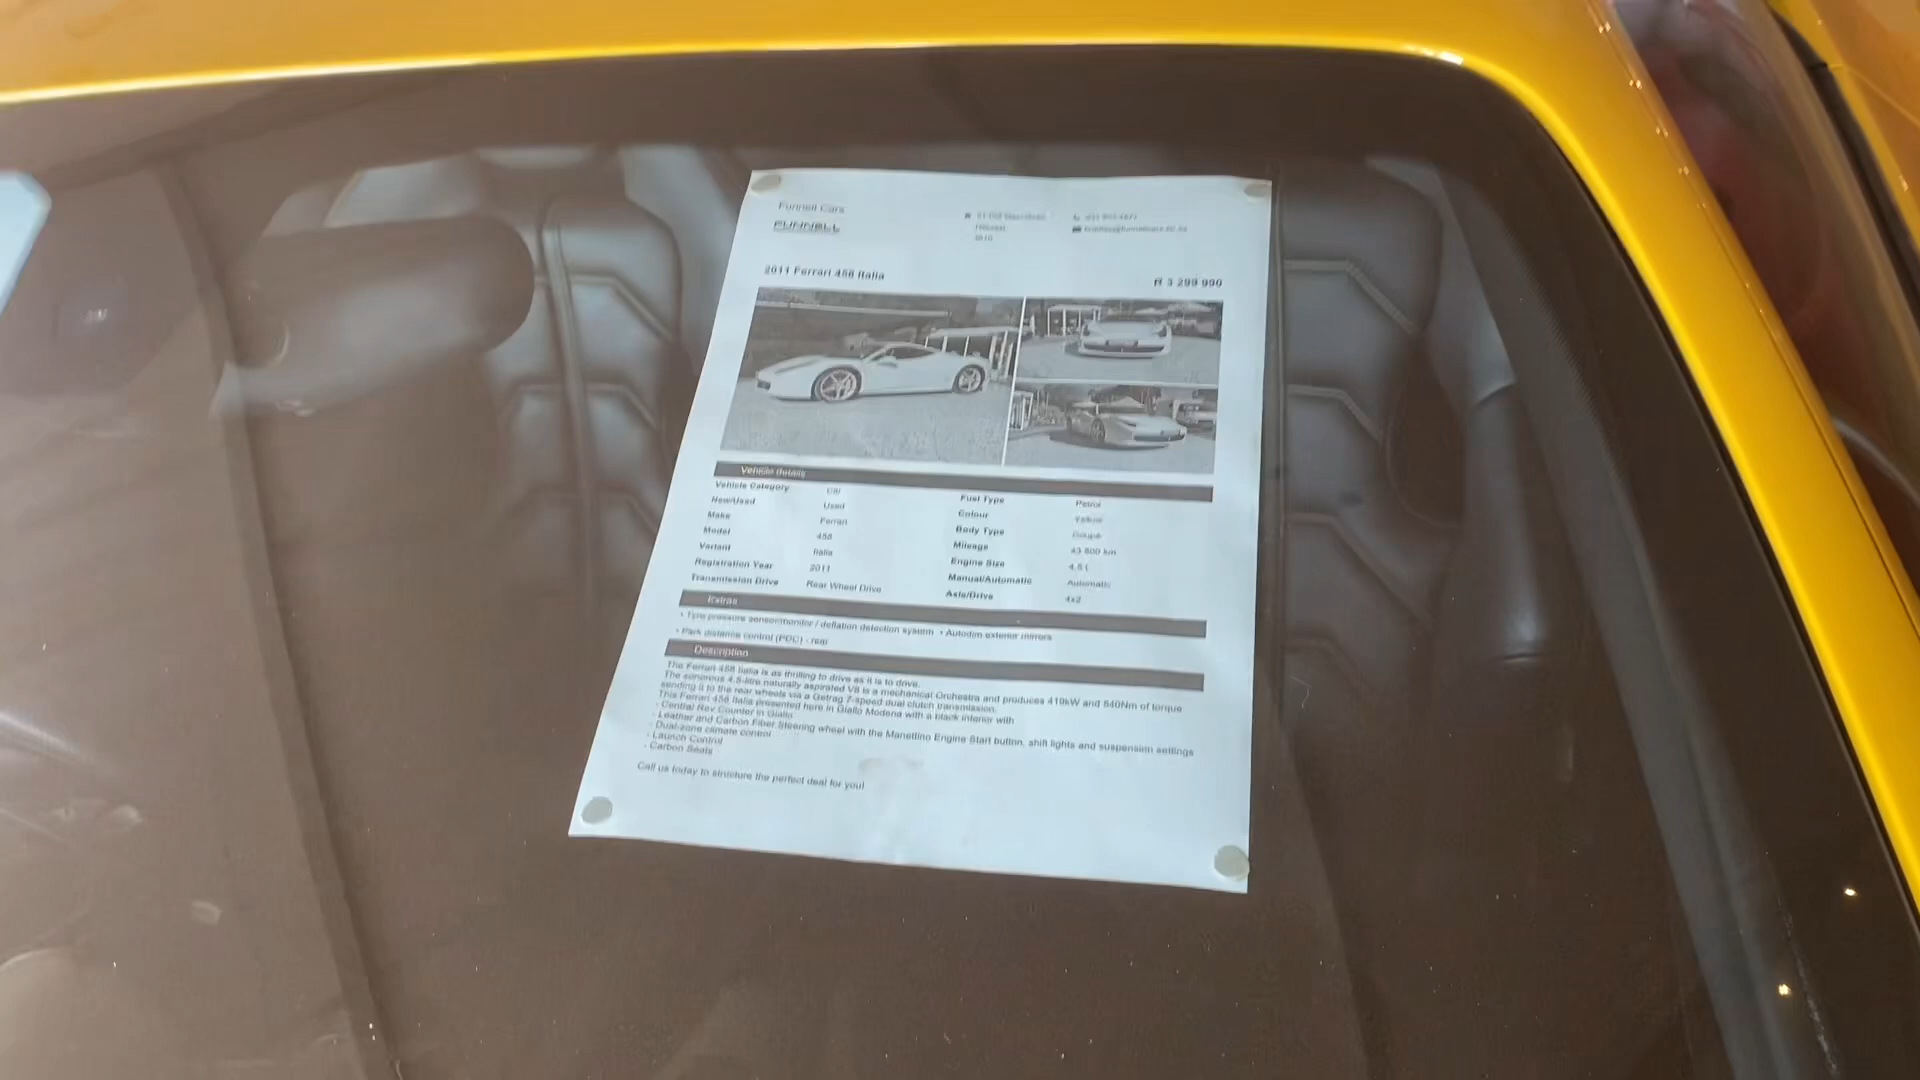 Funnell Cars
FUNNELL
2011 Ferrari 458 Italia
R 3 299 990
Vehicle details
Vehicle Category Car
New/Used Used
Make Ferrari
Model 458
Variant Italia
Registration Year 2011
Transmission Drive Rear Wheel Drive
Fuel Type Petrol
Colour Yellow
Body Type Coupé
Mileage 43 800 km
Engine Size 4.5 L
Manual/Automatic Automatic
Axle/Drive 4x2
Extras
• Tyre pressure sensor/monitor / deflation detection system • Autodim exterior mirrors
• Park distance control (PDC) - rear
Description
The Ferrari 458 Italia is as thrilling to drive as it is to drive.
The sonorous 4.5-litre naturally aspirated V8 is a mechanical Orchestra and produces 419kW and 540Nm of torque
sending it to the rear wheels via a Getrag 7-speed dual clutch transmission.
This Ferrari 458 Italia presented here in Giallo Modena with a black interior with
- Central Rev Counter in Giallo
- Leather and Carbon Fiber Steering wheel with the Manettino Engine Start button, shift lights and suspension settings
- Dual-zone climate control
- Launch Control
- Carbon Seats
Call us today to structure the perfect deal for you!